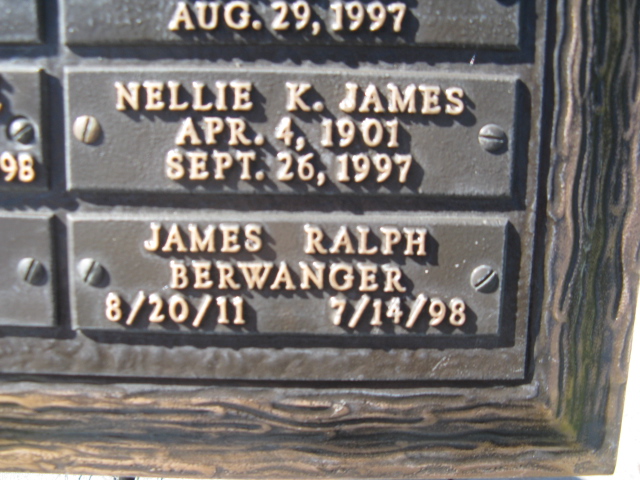 AUG. 29, 1997
NELLIE K. JAMES
APR. 4, 1901
SEPT. 26, 1997
98
JAMES RALPH
BERWANGER
8/20/11 7/14/98